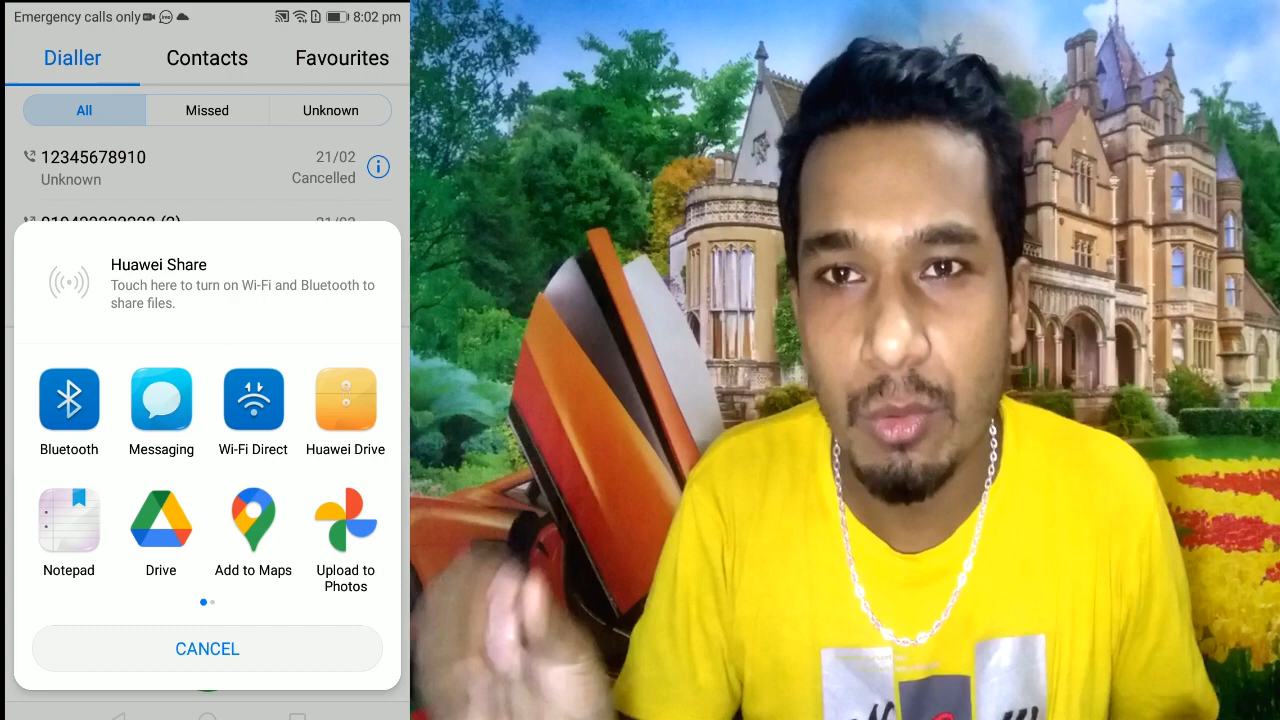 Emergency calls only
8:02 pm
Dialler Contacts Favourites
All Missed Unknown
12345678910 21/02
Unknown Cancelled
Huawei Share
Touch here to turn on Wi-Fi and Bluetooth to
share files.
Bluetooth Messaging Wi-Fi Direct Huawei Drive
Notepad Drive Add to Maps Upload to
Photos
CANCEL